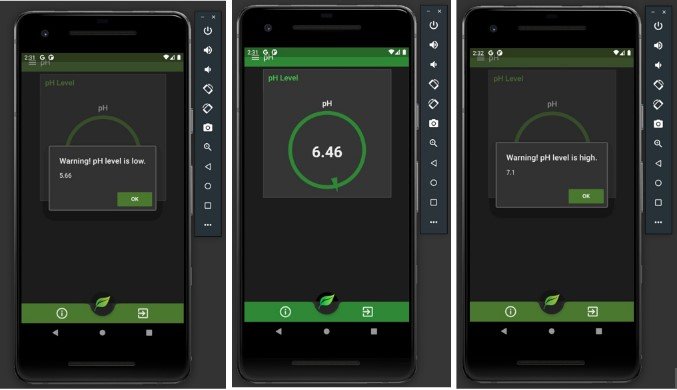 2:31
pH
pH Level
pH
Warning! pH level is low.
5.66
OK
2:31
pH
pH Level
pH
6.46
2:32
pH
pH Level
pH
Warning! pH level is high.
7.1
OK